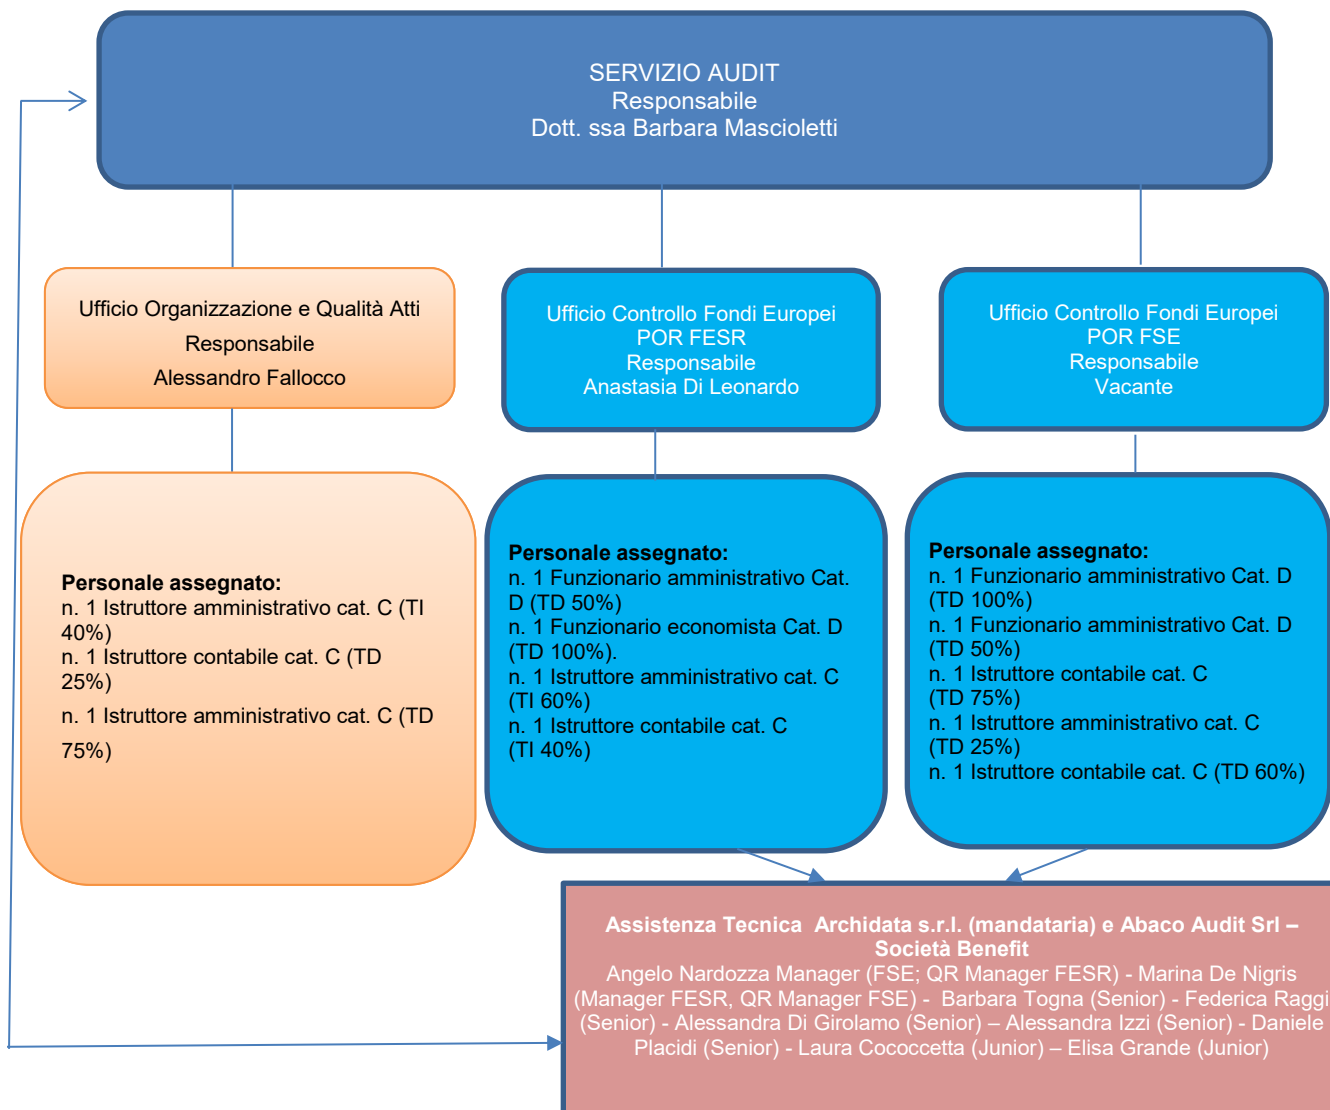 SERVIZIO AUDIT
Responsabile
Dott. ssa Barbara Mascioletti
Ufficio Organizzazione e Qualità Atti
Responsabile
Alessandro Fallocco
Ufficio Controllo Fondi Europei
POR FESR
Responsabile
Anastasia Di Leonardo
Ufficio Controllo Fondi Europei
POR FSE
Responsabile
Vacante
Personale assegnato:
n. 1 Istruttore amministrativo cat. C (TI
40%)
n. 1 Istruttore contabile cat. C (TD
25%)
n. 1 Istruttore amministrativo cat. C (TD
75%)
Personale assegnato:
n. 1 Funzionario amministrativo Cat.
D (TD 50%)
n. 1 Funzionario economista Cat. D
(TD 100%).
n. 1 Istruttore amministrativo cat. C
(TI 60%)
n. 1 Istruttore contabile cat. C
(TI 40%)
Personale assegnato:
n. 1 Funzionario amministrativo Cat. D
(TD 100%)
n. 1 Funzionario amministrativo Cat. D
(TD 50%)
n. 1 Istruttore contabile cat. C
(TD 75%)
n. 1 Istruttore amministrativo cat. C
(TD 25%)
n. 1 Istruttore contabile cat. C (TD 60%)
Assistenza Tecnica  Archidata s.r.l. (mandataria) e Abaco Audit Srl –
Società Benefit
Angelo Nardozza Manager (FSE; QR Manager FESR) - Marina De Nigris
(Manager FESR, QR Manager FSE) -  Barbara Togna (Senior) - Federica Raggi
(Senior) - Alessandra Di Girolamo (Senior) – Alessandra Izzi (Senior) - Daniele
Placidi (Senior) - Laura Cococcetta (Junior) – Elisa Grande (Junior)